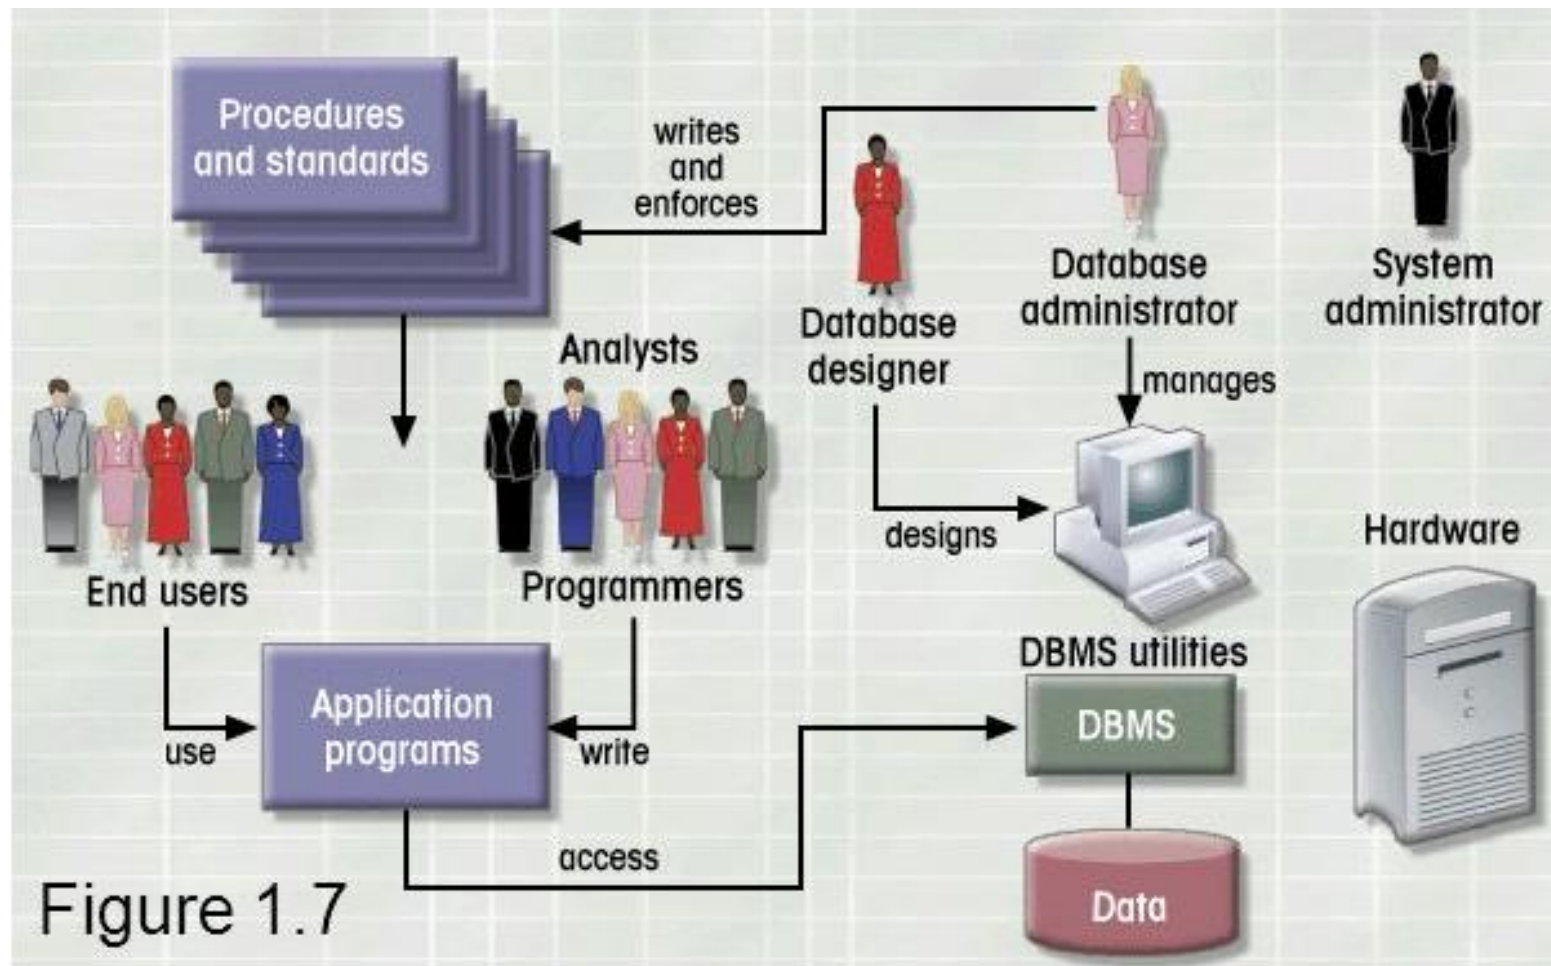 Procedures
and standards
writes
and
enforces
Database
designer
Database
administrator
System
administrator
manages
Analysts
designs
Hardware
End users
Programmers
DBMS utilities
Application
programs
use
write
DBMS
access
Data
Figure 1.7